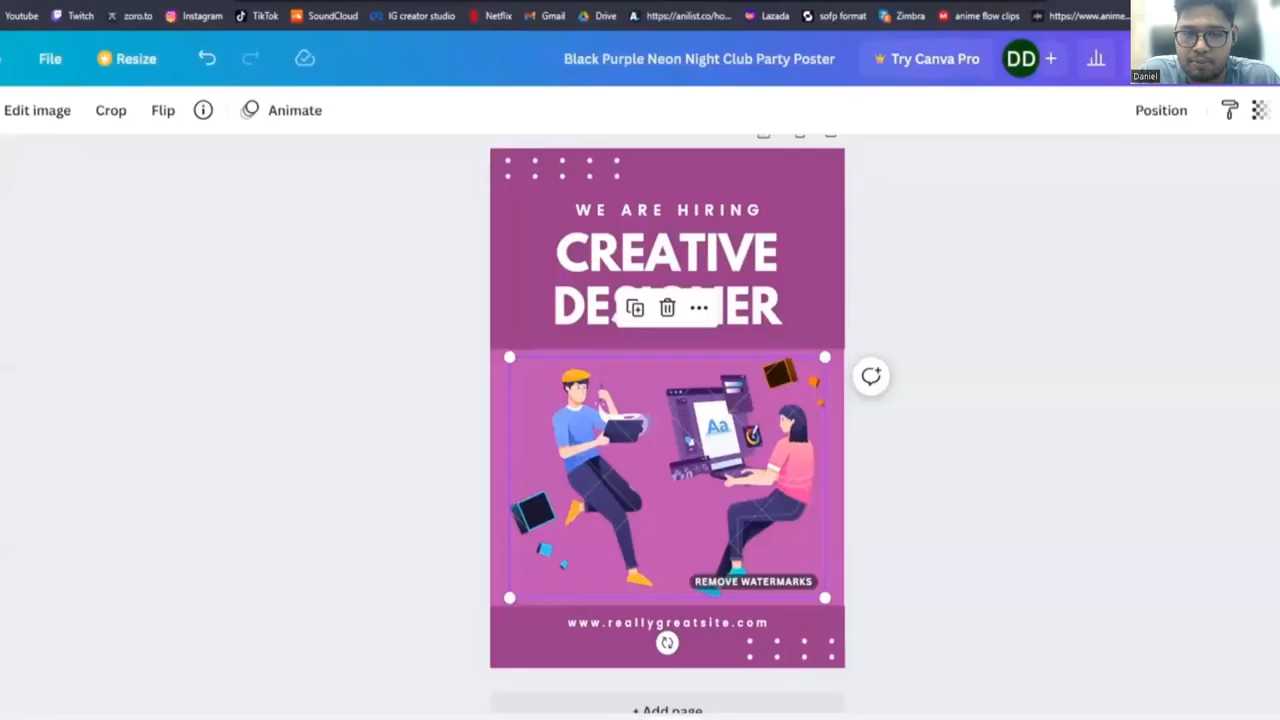 Youtube Twitch zoro.to Instagram TikTok SoundCloud IG creator studio Netflix Gmail Drive https://anilist.co/ho... Lazada sofp format Zimbra anime flow clips https://www.anime...
File Resize Black Purple Neon Night Club Party Poster Try Canva Pro DD +
Daniel
Edit image Crop Flip Animate Position
WE ARE HIRING
CREATIVE
DESIGNER
Aa
REMOVE WATERMARKS
www.reallygreatsite.com
+ Add page